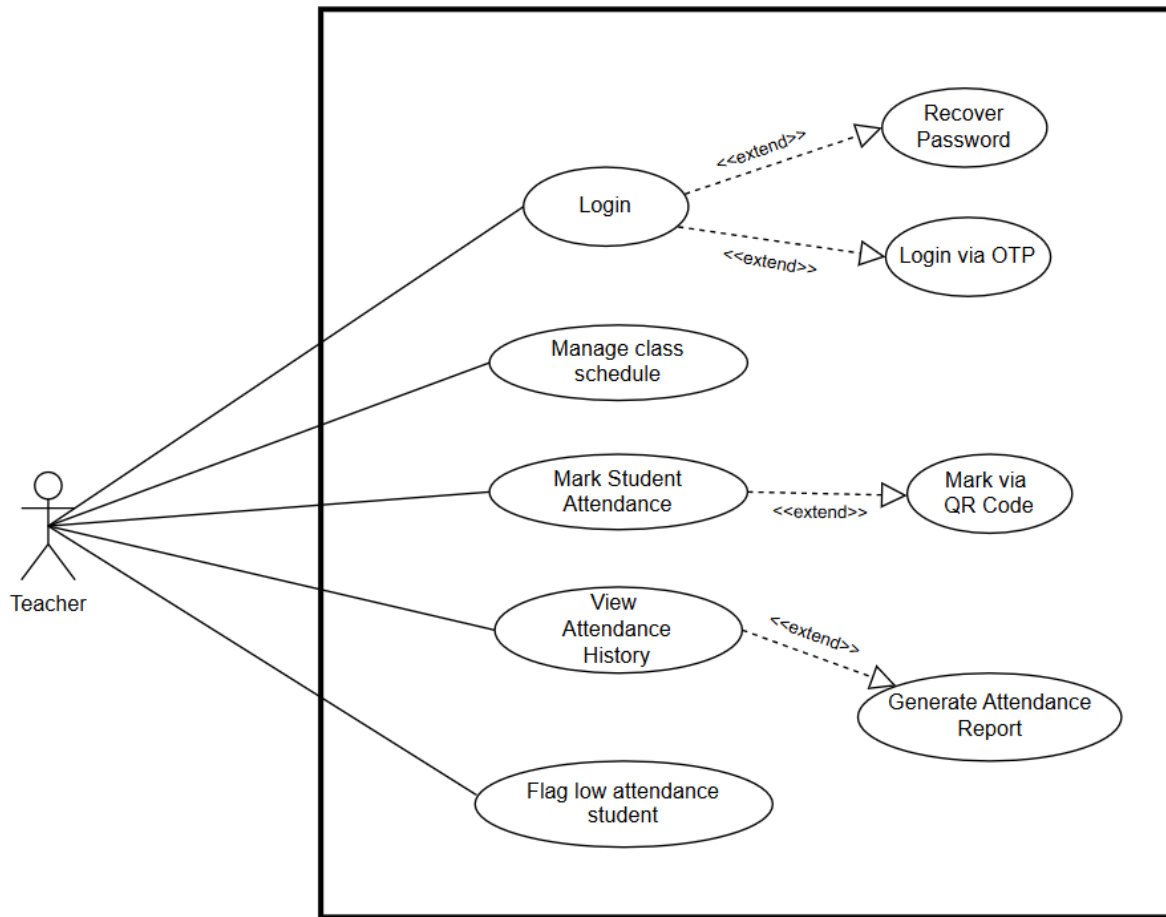 Recover
Password
<<extend>>
Login
<<extend>>
Login via OTP
Manage class
schedule
Mark Student
Attendance
<<extend>>
Mark via
QR Code
Teacher
View
Attendance
History
<<extend>>
Generate Attendance
Report
Flag low attendance
student